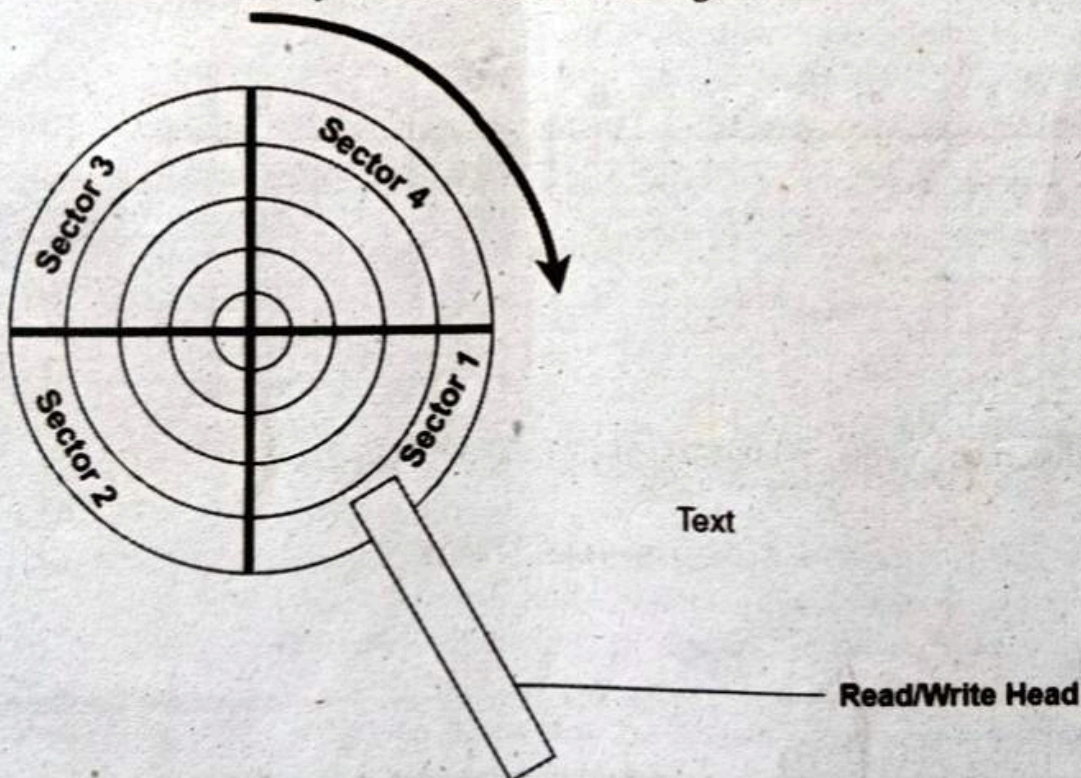 Sector 3
Sector 4
Sector 2
Sector 1
Text
Read/Write Head